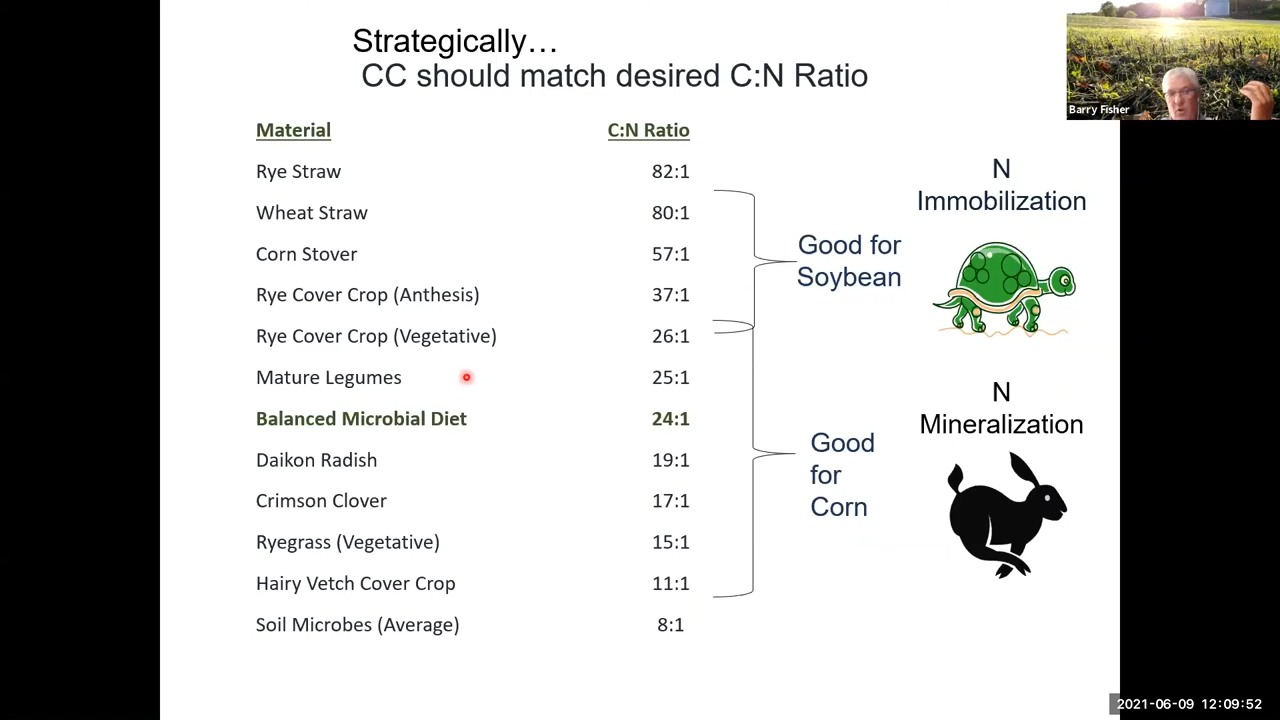 Strategically…
CC should match desired C:N Ratio
Barry Fisher
Material C:N Ratio
Rye Straw 82:1
Wheat Straw 80:1
Corn Stover 57:1
Rye Cover Crop (Anthesis) 37:1
Rye Cover Crop (Vegetative) 26:1
Mature Legumes 25:1
Balanced Microbial Diet 24:1
Daikon Radish 19:1
Crimson Clover 17:1
Ryegrass (Vegetative) 15:1
Hairy Vetch Cover Crop 11:1
Soil Microbes (Average) 8:1
Good for
Soybean
Good
for
Corn
N
Immobilization
N
Mineralization
2021-06-09 12:09:52